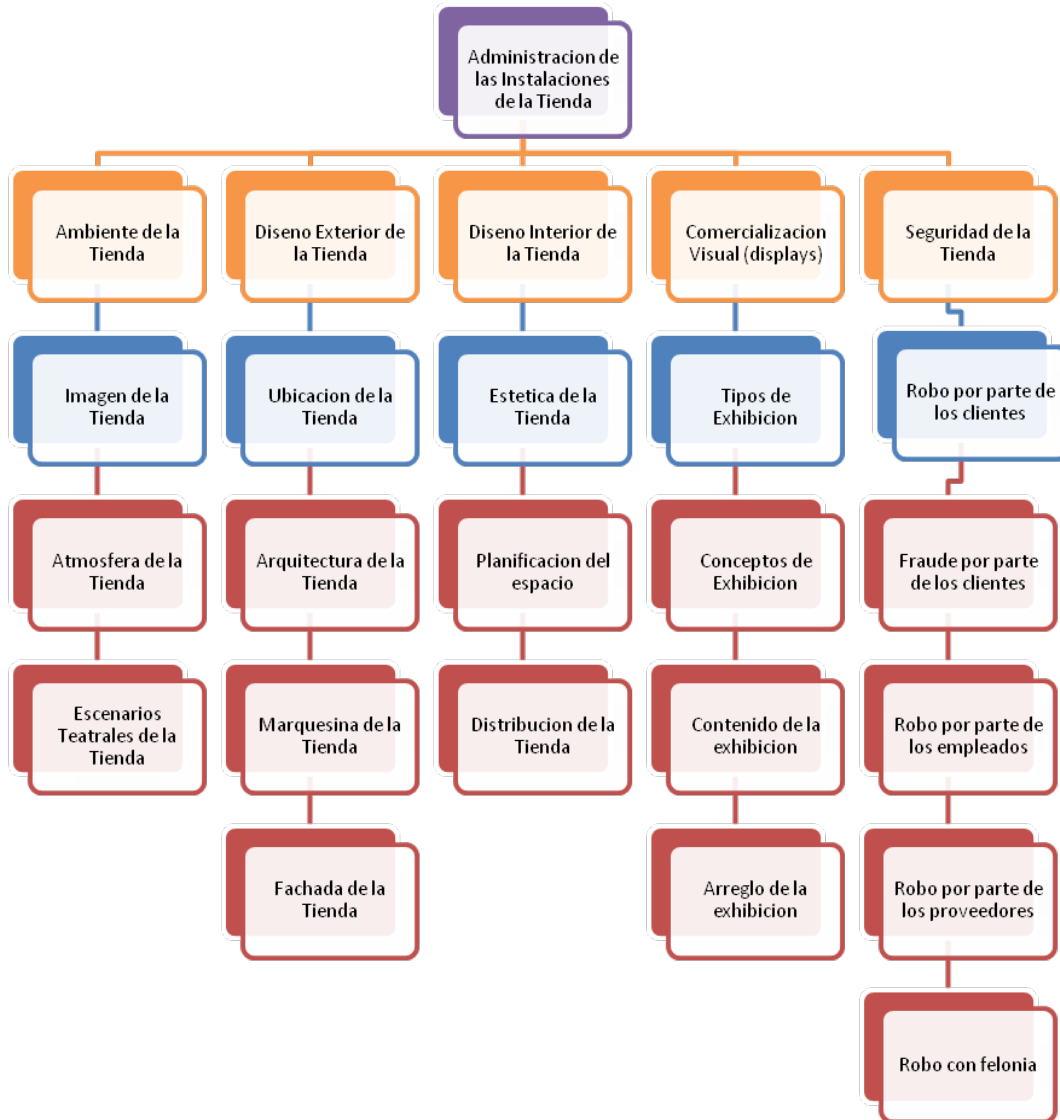 Administracion de
las Instalaciones
de la Tienda
Ambiente de la
Tienda
Diseno Exterior de
la Tienda
Diseno Interior de
la Tienda
Comercializacion
Visual (displays)
Seguridad de la
Tienda
Imagen de la
Tienda
Ubicacion de la
Tienda
Estetica de la
Tienda
Tipos de
Exhibicion
Robo por parte de
los clientes
Atmosfera de la
Tienda
Arquitectura de la
Tienda
Planificacion del
espacio
Conceptos de
Exhibicion
Fraude por parte
de los clientes
Escenarios
Teatrales de la
Tienda
Marquesina de la
Tienda
Distribucion de la
Tienda
Contenido de la
exhibicion
Robo por parte de
los empleados
Fachada de la
Tienda
Arreglo de la
exhibicion
Robo por parte de
los proveedores
Robo con felonia